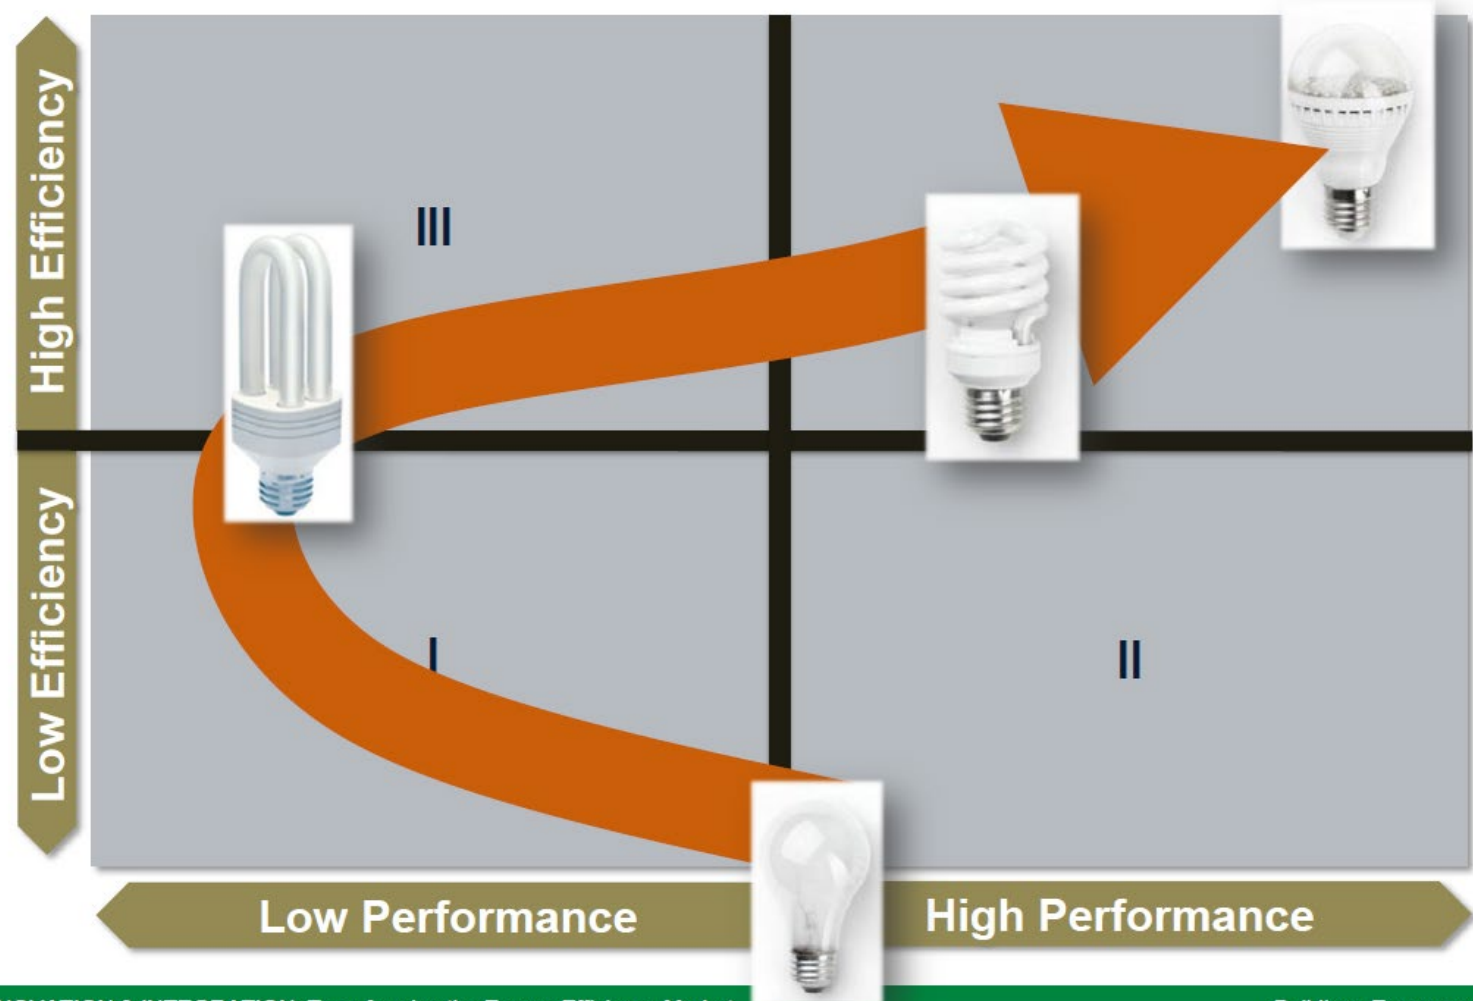 High Efficiency
III
Low Efficiency
I
II
Low Performance
High Performance